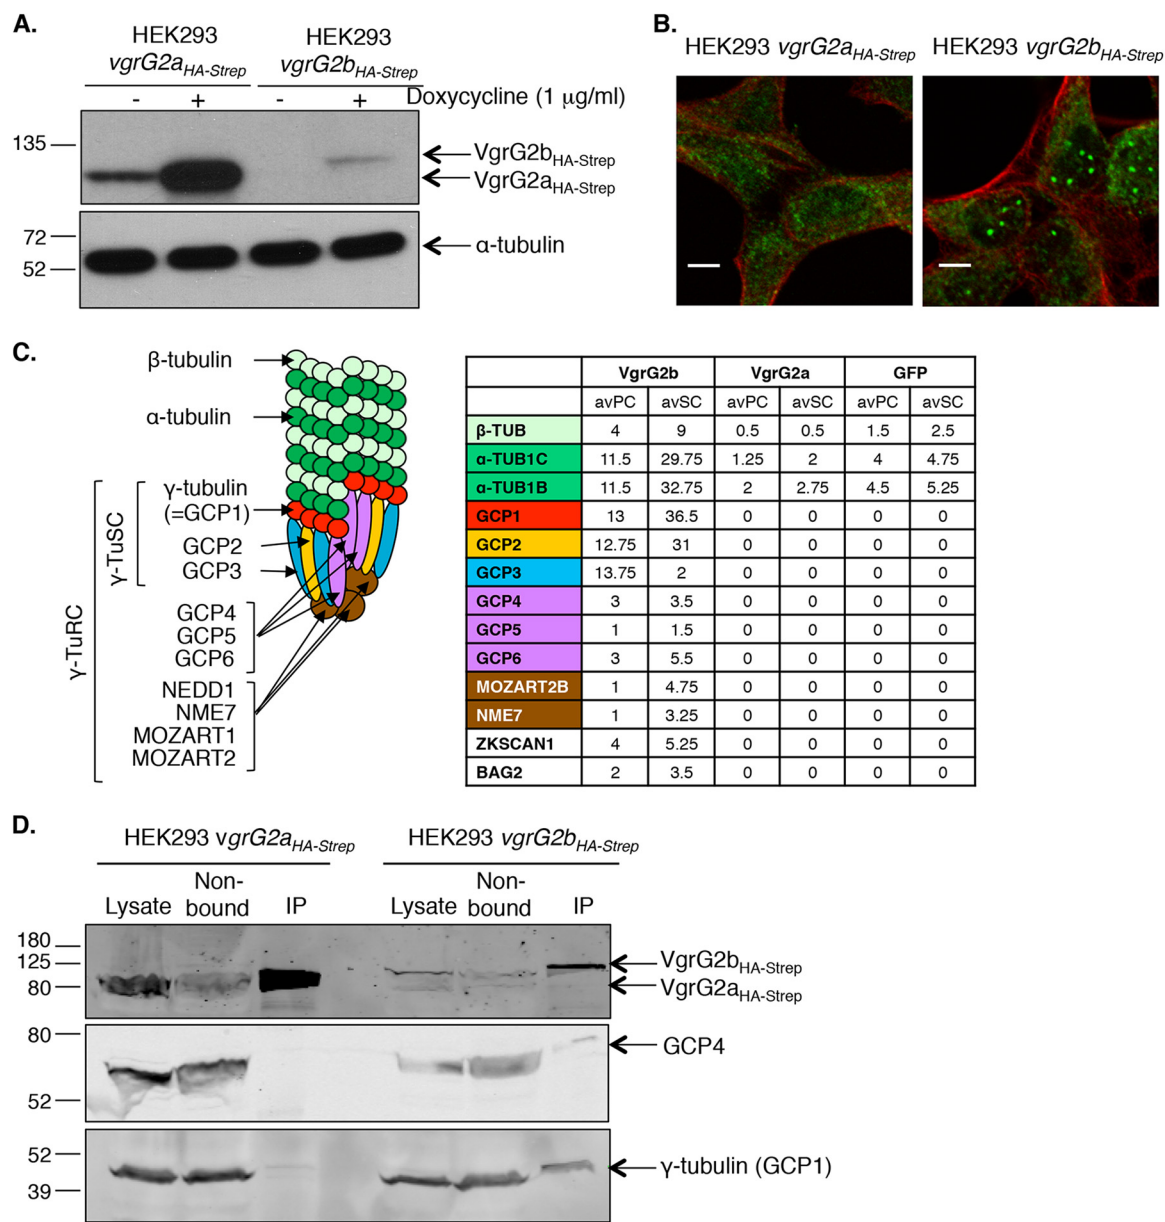 A.
HEK293
vgrG2aHA-Strep
HEK293
vgrG2bHA-Strep
- + - + Doxycycline (1 µg/ml)
135
VgrG2bHA-Strep
VgrG2aHA-Strep
72
52
α-tubulin
B.
HEK293 vgrG2aHA-Strep HEK293 vgrG2bHA-Strep
C.
β-tubulin
α-tubulin
γ-tubulin
(=GCP1)
GCP2
GCP3
γ-TuSC
GCP4
GCP5
GCP6
γ-TuRC
NEDD1
NME7
MOZART1
MOZART2
VgrG2b VgrG2a GFP
avPC avSC avPC avSC avPC avSC
β-TUB 4 9 0.5 0.5 1.5 2.5
α-TUB1C 11.5 29.75 1.25 2 4 4.75
α-TUB1B 11.5 32.75 2 2.75 4.5 5.25
GCP1 13 36.5 0 0 0 0
GCP2 12.75 31 0 0 0 0
GCP3 13.75 2 0 0 0 0
GCP4 3 3.5 0 0 0 0
GCP5 1 1.5 0 0 0 0
GCP6 3 5.5 0 0 0 0
MOZART2B 1 4.75 0 0 0 0
NME7 1 3.25 0 0 0 0
ZKSCAN1 4 5.25 0 0 0 0
BAG2 2 3.5 0 0 0 0
D.
HEK293 vgrG2aHA-Strep HEK293 vgrG2bHA-Strep
Lysate Non-bound IP Lysate Non-bound IP
180
125
80
VgrG2bHA-Strep
VgrG2aHA-Strep
80
52
GCP4
52
39
γ-tubulin (GCP1)